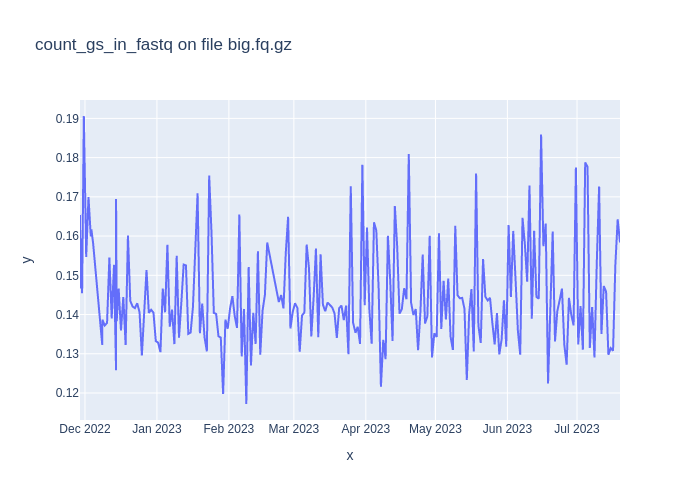 count_gs_in_fastq on file big.fq.gz
0.19
0.18
0.17
0.16
0.15
0.14
0.13
0.12
y
Dec 2022 Jan 2023 Feb 2023 Mar 2023 Apr 2023 May 2023 Jun 2023 Jul 2023
x